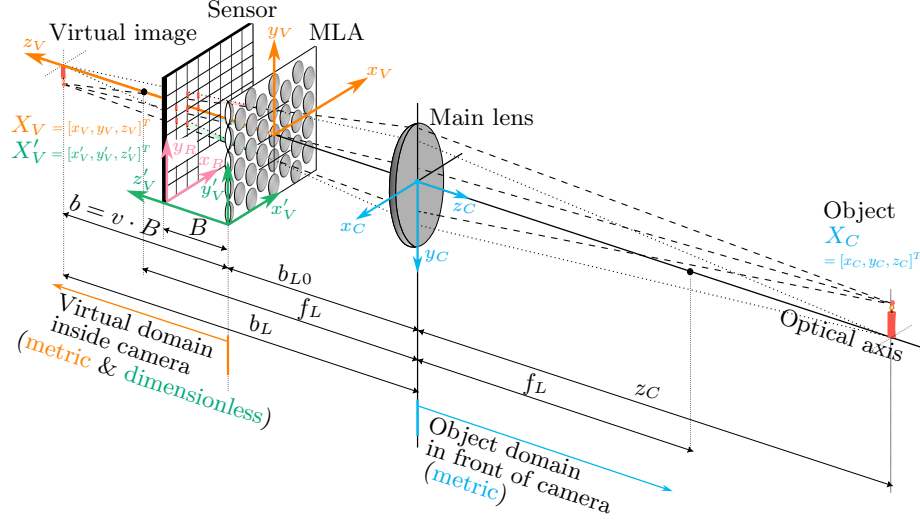 Sensor
Virtual image
MLA
z_V
y_V
x_V
Main lens
X_V = [x_V, y_V, z_V]^T
X'_V = [x'_V, y'_V, z'_V]^T
y_R
x_R
z'_V
y'_V
x'_V
z_C
x_C
y_C
Object
X_C
= [x_C, y_C, z_C]^T
b = v · B
B
b_{L0}
f_L
b_L
Optical axis
z_C
f_L
Virtual domain
inside camera
(metric & dimensionless)
Object domain
in front of camera
(metric)